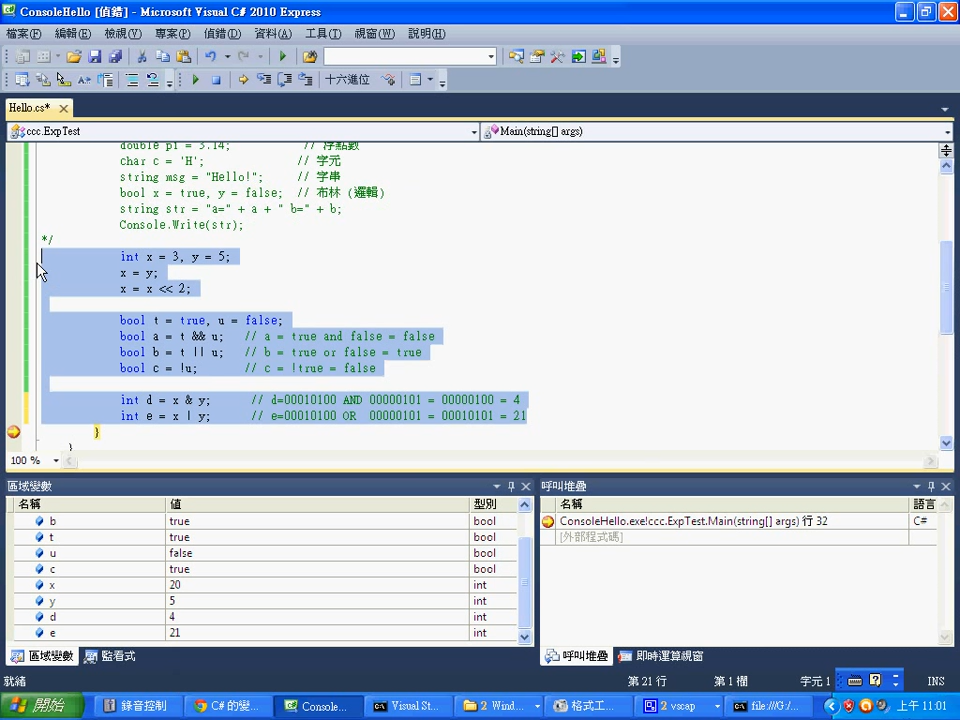 ConsoleHello [偵錯] - Microsoft Visual C# 2010 Express
檔案(F) 編輯(E) 檢視(V) 專案(P) 偵錯(D) 資料(A) 工具(T) 視窗(W) 說明(H)
十六進位
Hello.cs*
ccc.ExpTest Main(string[] args)
double pi = 3.14; // 浮點數
char c = 'H'; // 字元
string msg = "Hello!"; // 字串
bool x = true, y = false; // 布林 (邏輯)
string str = "a=" + a + " b=" + b;
Console.Write(str);
*/
int x = 3, y = 5;
x = y;
x = x << 2;
bool t = true, u = false;
bool a = t && u; // a = true and false = false
bool b = t || u; // b = true or false = true
bool c = !u; // c = !true = false
int d = x & y; // d=00010100 AND 00000101 = 00000100 = 4
int e = x | y; // e=00010100 OR 00000101 = 00010101 = 21
}
}
100 %
區域變數
名稱 值 型別
b true bool
t true bool
u false bool
c true bool
x 20 int
y 5 int
d 4 int
e 21 int
區域變數 監看式
呼叫堆疊
名稱 語言
ConsoleHello.exe!ccc.ExpTest.Main(string[] args) 行 32 C#
[外部程式碼]
呼叫堆疊 即時運算視窗
就緒 第 21 行 第 1 欄 字元 1 INS
開始 錄音控制 C# 的變... Console... Visual St... 2 Wind... 格式工... 2 vscap file:///G:/... 上午 11:01